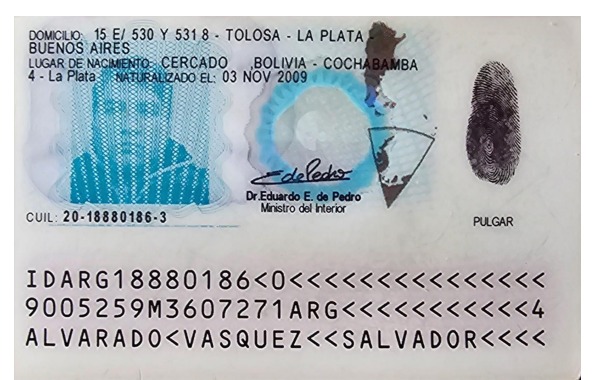 DOMICILIO: 15 E/ 530 Y 531 8 - TOLOSA - LA PLATA -
BUENOS AIRES
LUGAR DE NACIMIENTO: CERCADO ,BOLIVIA - COCHABAMBA
4 - La Plata NATURALIZADO EL: 03 NOV 2009
E de Pedro
Dr.Eduardo E. de Pedro
Ministro del Interior
CUIL: 20-18880186-3
PULGAR
IDARG18880186<0<<<<<<<<<<<<<<<
9005259M3607271ARG<<<<<<<<<<<4
ALVARADO<VASQUEZ<<SALVADOR<<<<